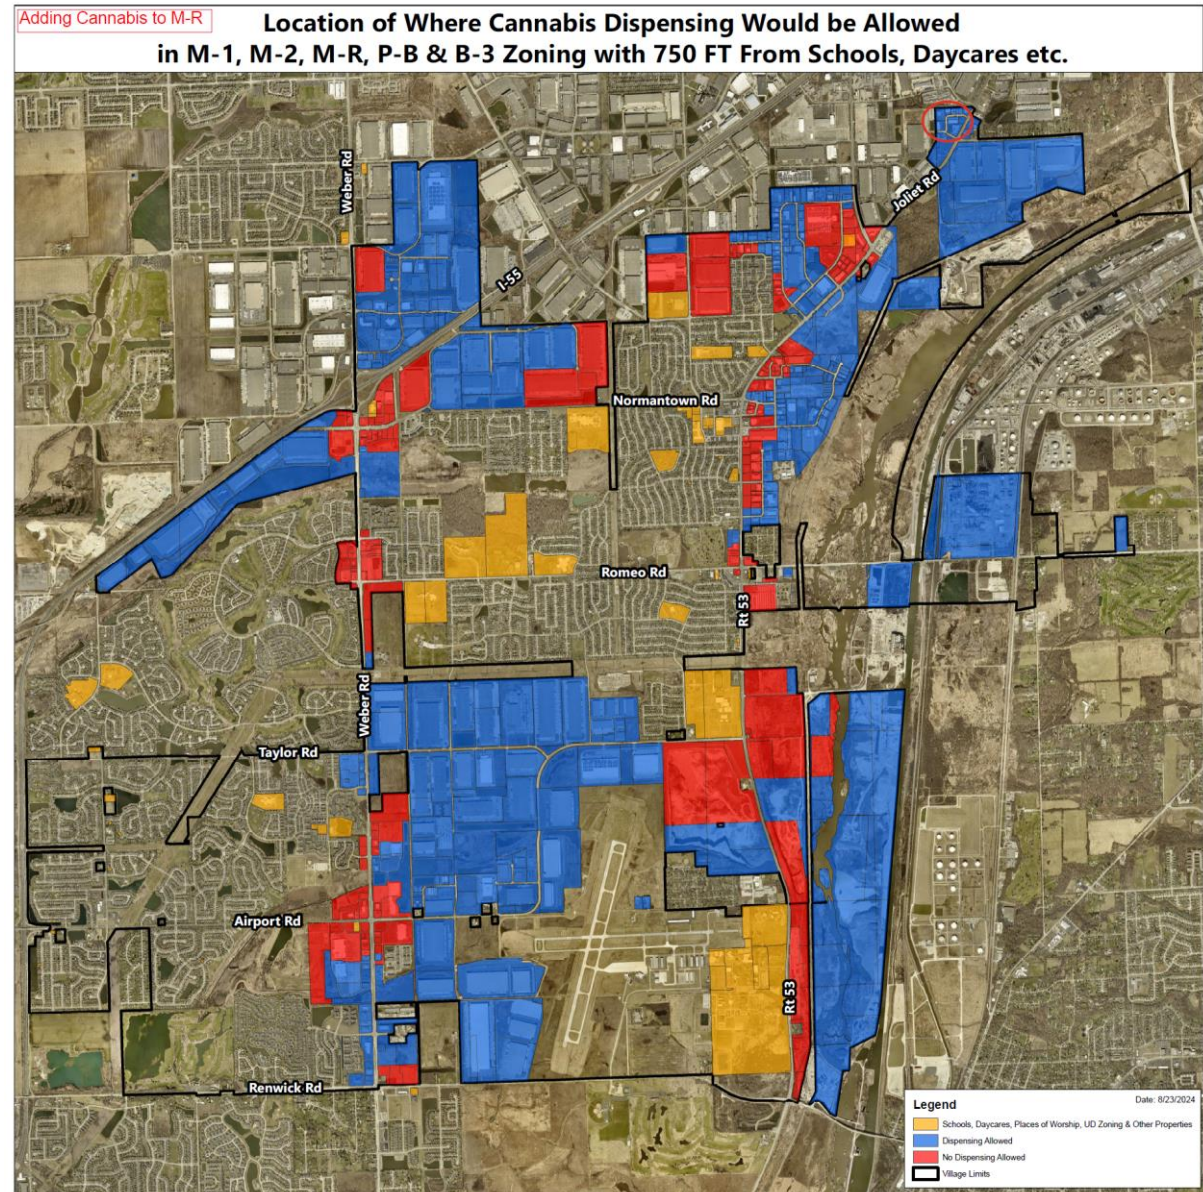 Adding Cannabis to M-R
Location of Where Cannabis Dispensing Would be Allowed
in M-1, M-2, M-R, P-B & B-3 Zoning with 750 FT From Schools, Daycares etc.
Weber Rd
Joliet Rd
I-55
Normantown Rd
Romeo Rd
Rt 53
Weber Rd
Taylor Rd
Airport Rd
Rt 53
Renwick Rd
Legend
Date: 8/23/2024
Schools, Daycares, Places of Worship, UD Zoning & Other Properties
Dispensing Allowed
No Dispensing Allowed
Village Limits